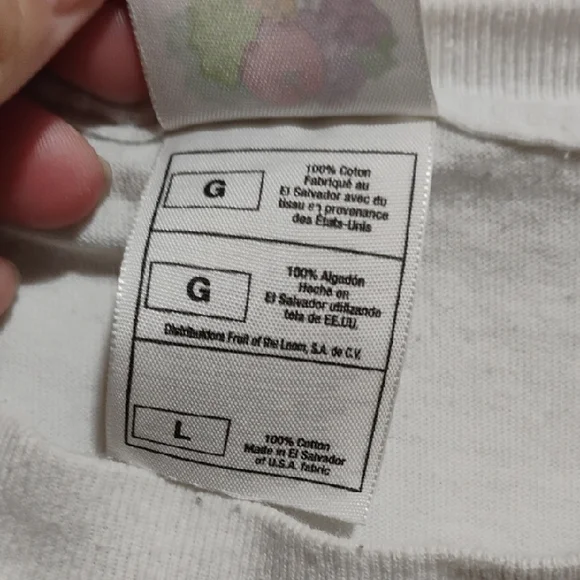 G
100% Coton
Fabriqué au
El Salvador avec du
tissu en provenance
des États-Unis
G
100% Algodón
Hecho en
El Salvador utilizando
tela de EE.UU.
Distribuidora Fruit of the Loom, S.A. de C.V.
L
100% Cotton
Made in El Salvador
of U.S.A. fabric